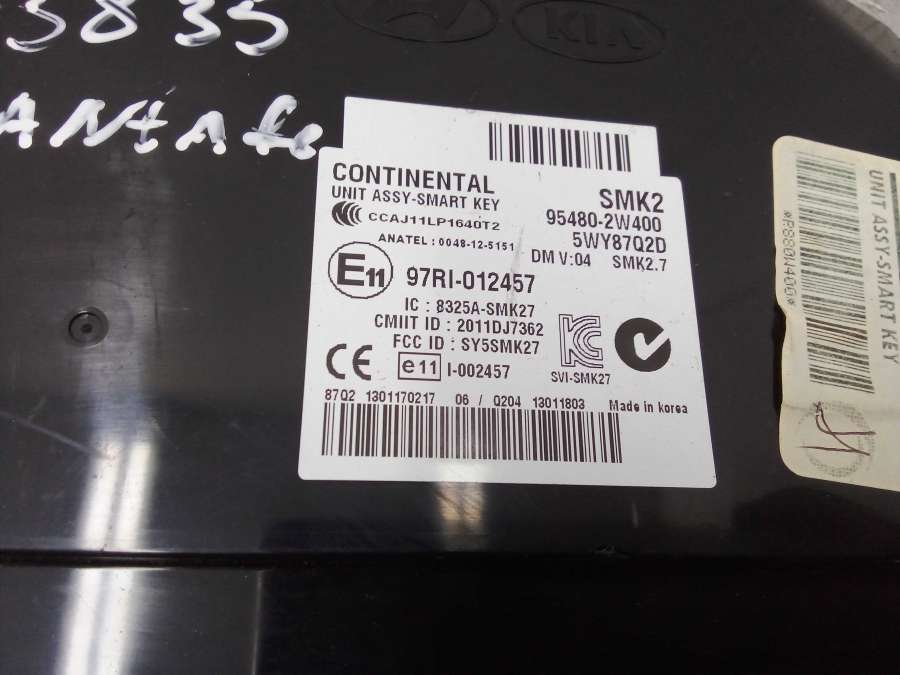 3835
ANTAFe
KIN
CONTINENTAL
UNIT ASSY-SMART KEY
CCAJ11LP1640T2
ANATEL : 0048-12-5151
SMK2
95480-2W400
5WY87Q2D
DM V:04 SMK2.7
E11 97RI-012457
IC : 8325A-SMK27
CMIIT ID : 2011DJ7362
FCC ID : SY5SMK27
CE e11 I-002457
KC
SVI-SMK27
87Q2 1301170217 06 / Q204 13011803 Made in korea
UNIT ASSY-SMART KEY